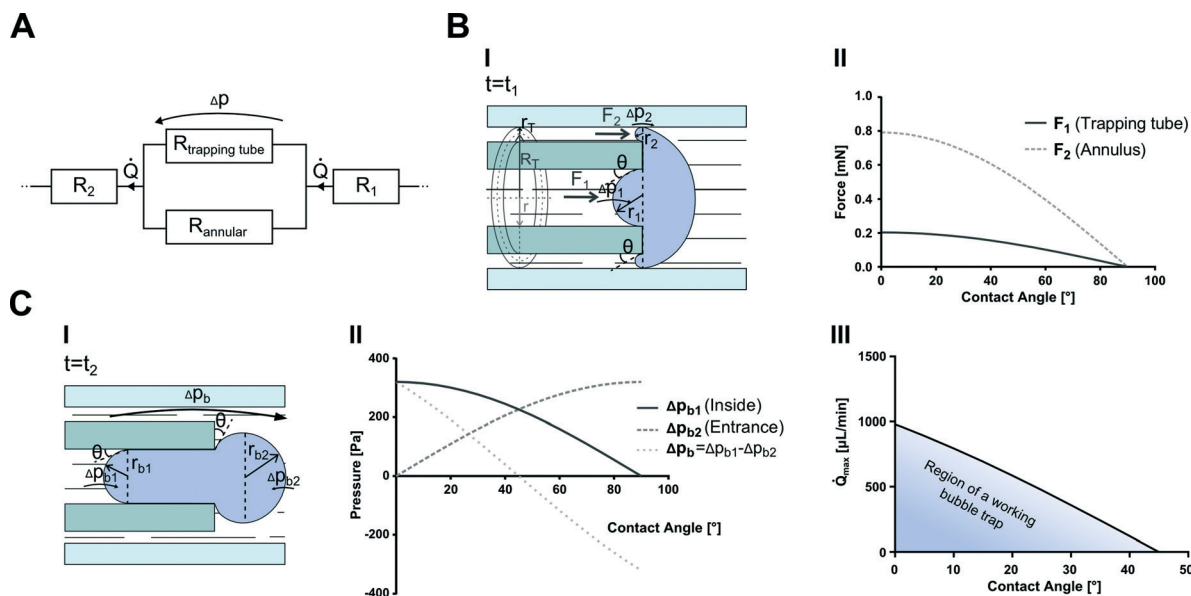 A
Δp
R trapping tube
Q̇
Q̇
R2
R1
R annular
B
I
t=t1
rT
F2
Δp2
r2
RT
θ
F1
Δp1
r
r1
θ
II
1.0
0.8
0.6
0.4
0.2
0.0
Force [mN]
F1 (Trapping tube)
F2 (Annulus)
0 20 40 60 80 100
Contact Angle [°]
C
I
t=t2
Δpb
θ
θ
rb1
rb2
Δpb1
Δpb2
II
400
200
0
-200
-400
Pressure [Pa]
Δpb1 (Inside)
Δpb2 (Entrance)
Δpb=Δpb1-Δpb2
20 40 60 80 100
Contact Angle [°]
III
1500
1000
500
0
Q̇max [µL/min]
Region of a working
bubble trap
0 10 20 30 40 50
Contact Angle [°]